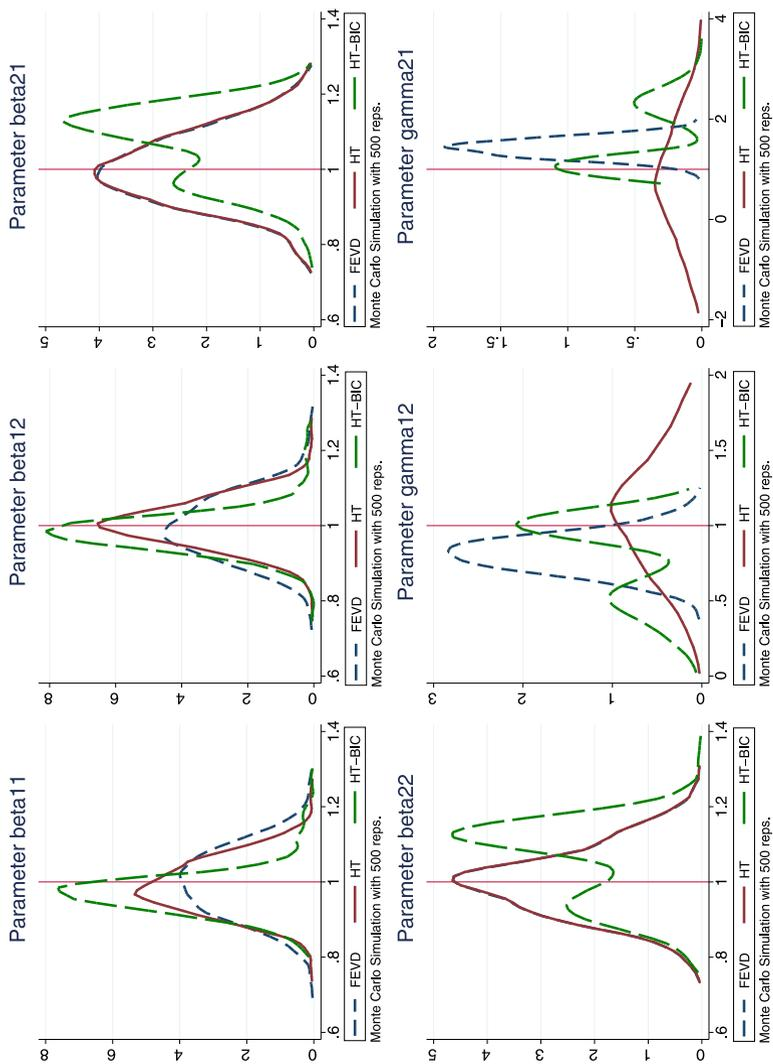 Parameter beta11
8
6
4
2
0
.6 .8 1 1.2 1.4
FEVD HT HT−BIC
Monte Carlo Simulation with 500 reps.
Parameter beta12
8
6
4
2
0
.6 .8 1 1.2 1.4
FEVD HT HT−BIC
Monte Carlo Simulation with 500 reps.
Parameter beta21
5
4
3
2
1
0
.6 .8 1 1.2 1.4
FEVD HT HT−BIC
Monte Carlo Simulation with 500 reps.
Parameter beta22
5
4
3
2
1
0
.6 .8 1 1.2 1.4
FEVD HT HT−BIC
Monte Carlo Simulation with 500 reps.
Parameter gamma12
3
2
1
0
0 .5 1 1.5 2
FEVD HT HT−BIC
Monte Carlo Simulation with 500 reps.
Parameter gamma21
2
1.5
1
.5
0
−2 0 2 4
FEVD HT HT−BIC
Monte Carlo Simulation with 500 reps.